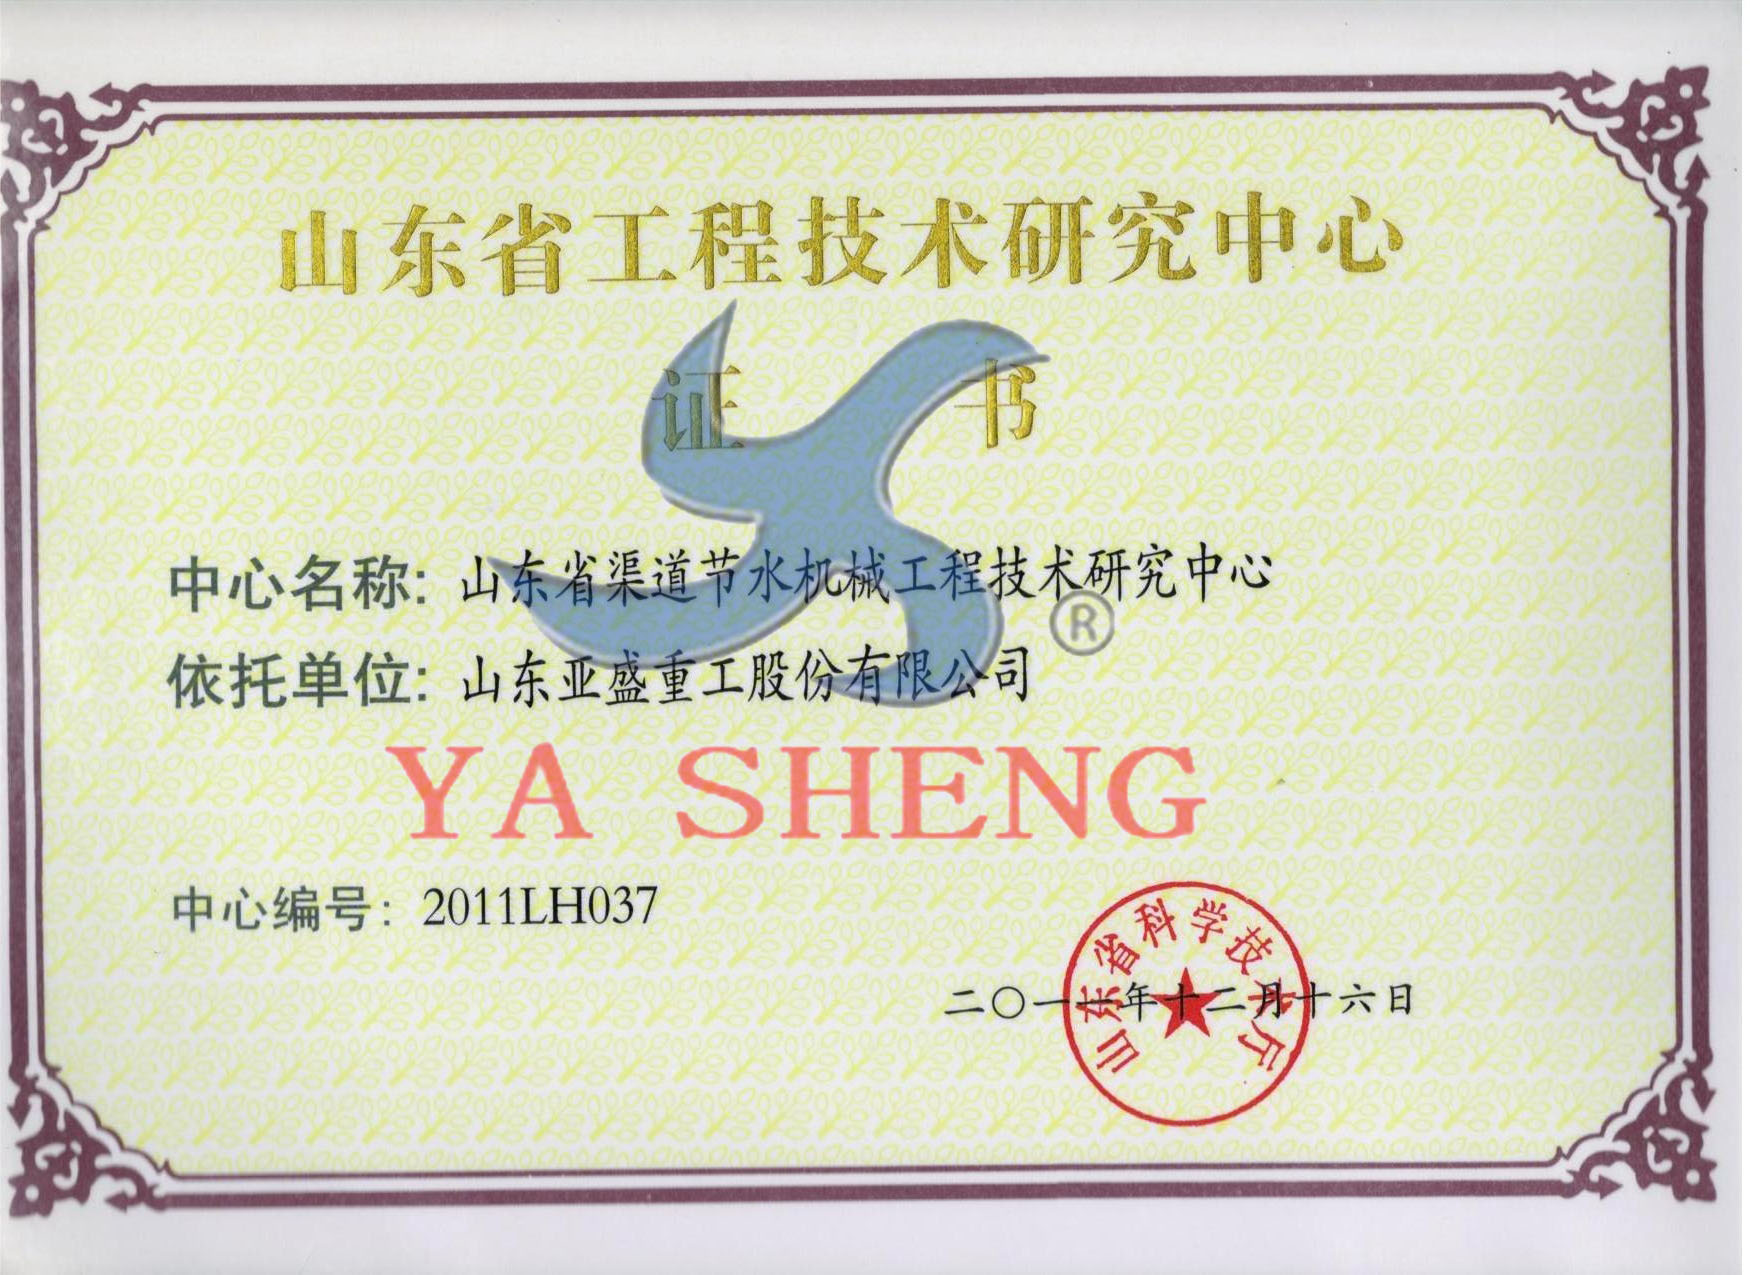 山东省工程技术研究中心
证 书
中心名称: 山东省渠道节水机械工程技术研究中心
®
依托单位: 山东亚盛重工股份有限公司
YA SHENG
中心编号: 2011LH037
山东省科学技术厅
二〇一一年十二月十六日